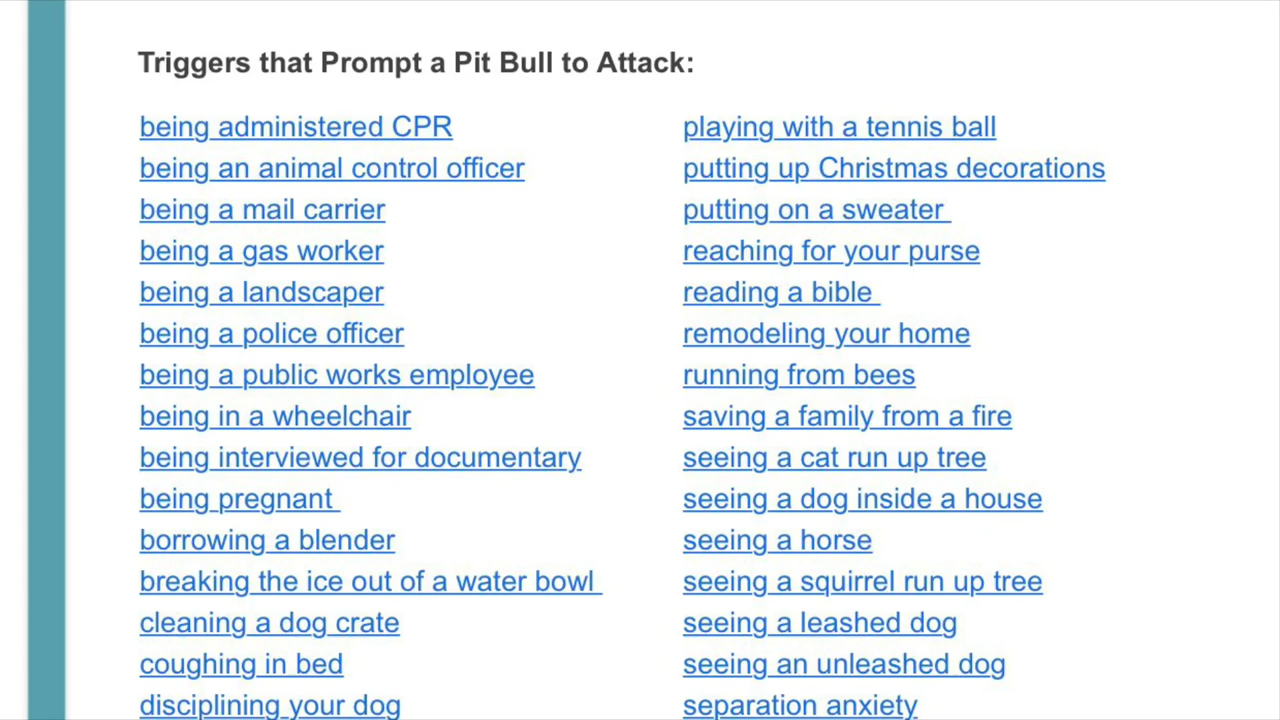 Triggers that Prompt a Pit Bull to Attack:
being administered CPR
being an animal control officer
being a mail carrier
being a gas worker
being a landscaper
being a police officer
being a public works employee
being in a wheelchair
being interviewed for documentary
being pregnant
borrowing a blender
breaking the ice out of a water bowl
cleaning a dog crate
coughing in bed
disciplining your dog
playing with a tennis ball
putting up Christmas decorations
putting on a sweater
reaching for your purse
reading a bible
remodeling your home
running from bees
saving a family from a fire
seeing a cat run up tree
seeing a dog inside a house
seeing a horse
seeing a squirrel run up tree
seeing a leashed dog
seeing an unleashed dog
separation anxiety